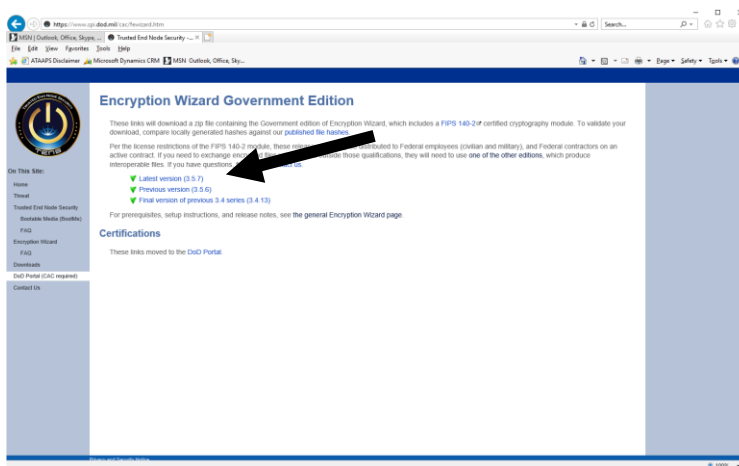 https://www.spi.dod.mil/cac/fewizard.htm
Search...
MSN | Outlook, Office, Skype, ...
Trusted End Node Security -...
File Edit View Favorites Tools Help
ATAAPS Disclaimer Microsoft Dynamics CRM MSN Outlook, Office, Sky...
Page Safety Tools
Encryption Wizard Government Edition
These links will download a zip file containing the Government edition of Encryption Wizard, which includes a FIPS 140-2 certified cryptography module. To validate your
download, compare locally generated hashes against our published file hashes
Per the license restrictions of the FIPS 140-2 module, these distributed to Federal employees (civilian and military), and Federal contractors on an
active contract. If you need to exchange files outside those qualifications, they will need to use one of the other editions, which produce
interoperable files. If you have questions, us.
Latest version (3.5.7)
Previous version (3.5.6)
Final version of previous 3.4 series (3.4.13)
For prerequisites, setup instructions, and release notes, see the general Encryption Wizard page.
Certifications
These links moved to the DoD Portal.
TENS
On This Site:
Home
Threat
Trusted End Node Security
Bootable Media (BootMe)
FAQ
Encryption Wizard
FAQ
Downloads
DoD Portal (CAC required)
Contact Us
Privacy and Security Notice
100%